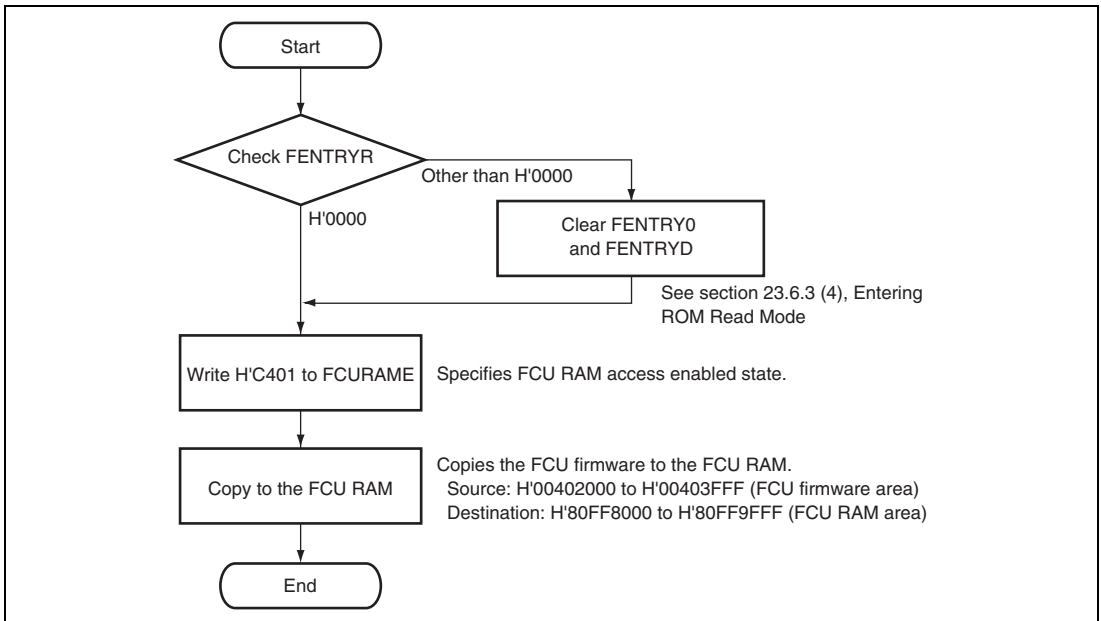 Start
Check FENTRYR
Other than H'0000
H'0000
Clear FENTRY0
and FENTRYD
See section 23.6.3 (4), Entering
ROM Read Mode
Write H'C401 to FCURAME
Specifies FCU RAM access enabled state.
Copy to the FCU RAM
Copies the FCU firmware to the FCU RAM.
Source: H'00402000 to H'00403FFF (FCU firmware area)
Destination: H'80FF8000 to H'80FF9FFF (FCU RAM area)
End